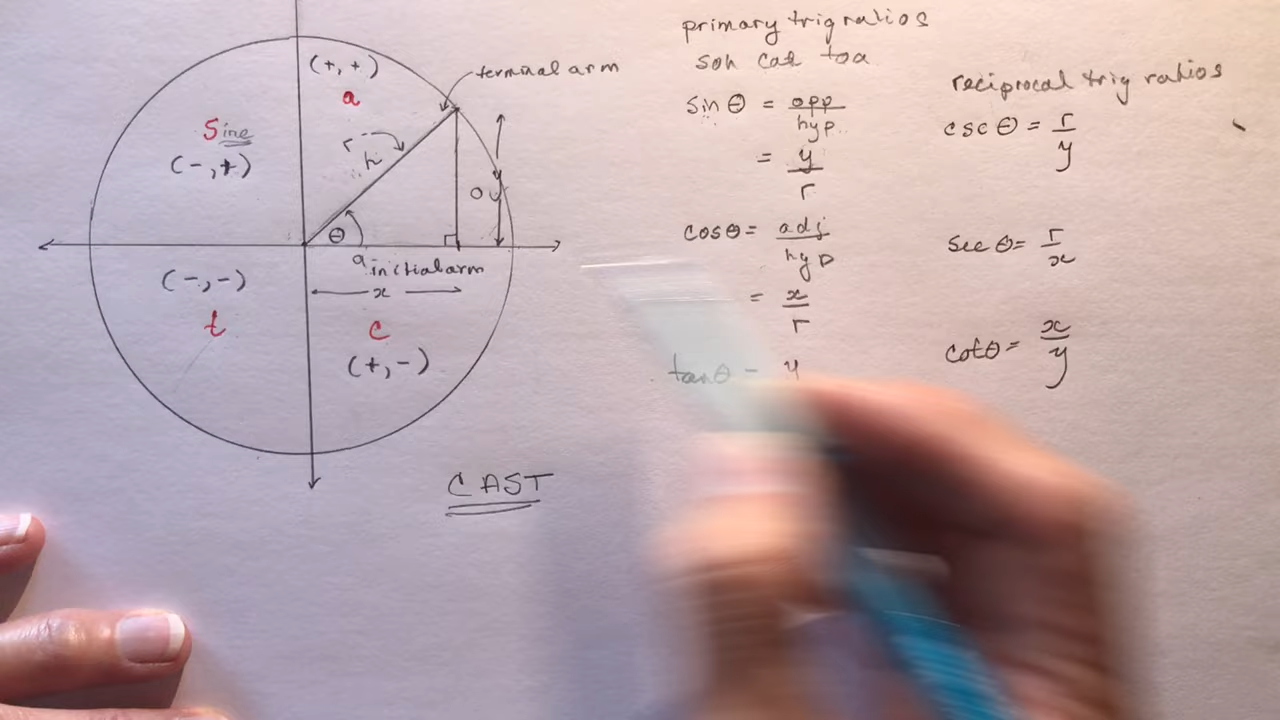 (+, +)
a
terminal arm
Sine
(-, +)
r
h
θ
o y
a
initial arm
x
(-, -)
t
c
(+, -)
CAST
primary trig ratios
soh cah toa
sin θ = opp
hyp
= y
r
cos θ = adj
hyp
= x
r
tan θ = y
reciprocal trig ratios
csc θ = r
y
sec θ = r
x
cot θ = x
y